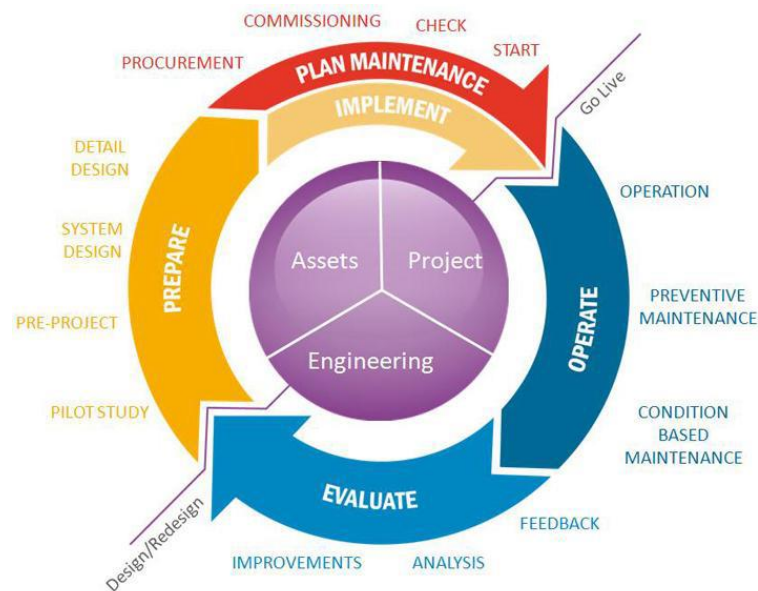 COMMISSIONING
CHECK
START
PROCUREMENT
PLAN MAINTENANCE
IMPLEMENT
Go Live
DETAIL
DESIGN
SYSTEM
DESIGN
PRE-PROJECT
PILOT STUDY
PREPARE
Assets
Project
Engineering
OPERATION
PREVENTIVE
MAINTENANCE
OPERATE
CONDITION
BASED
MAINTENANCE
EVALUATE
FEEDBACK
ANALYSIS
IMPROVEMENTS
Design/Redesign